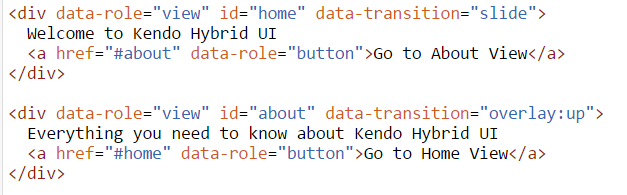 <div data-role="view" id="home" data-transition="slide">
  Welcome to Kendo Hybrid UI
  <a href="#about" data-role="button">Go to About View</a>
</div>

<div data-role="view" id="about" data-transition="overlay:up">
  Everything you need to know about Kendo Hybrid UI
  <a href="#home" data-role="button">Go to Home View</a>
</div>